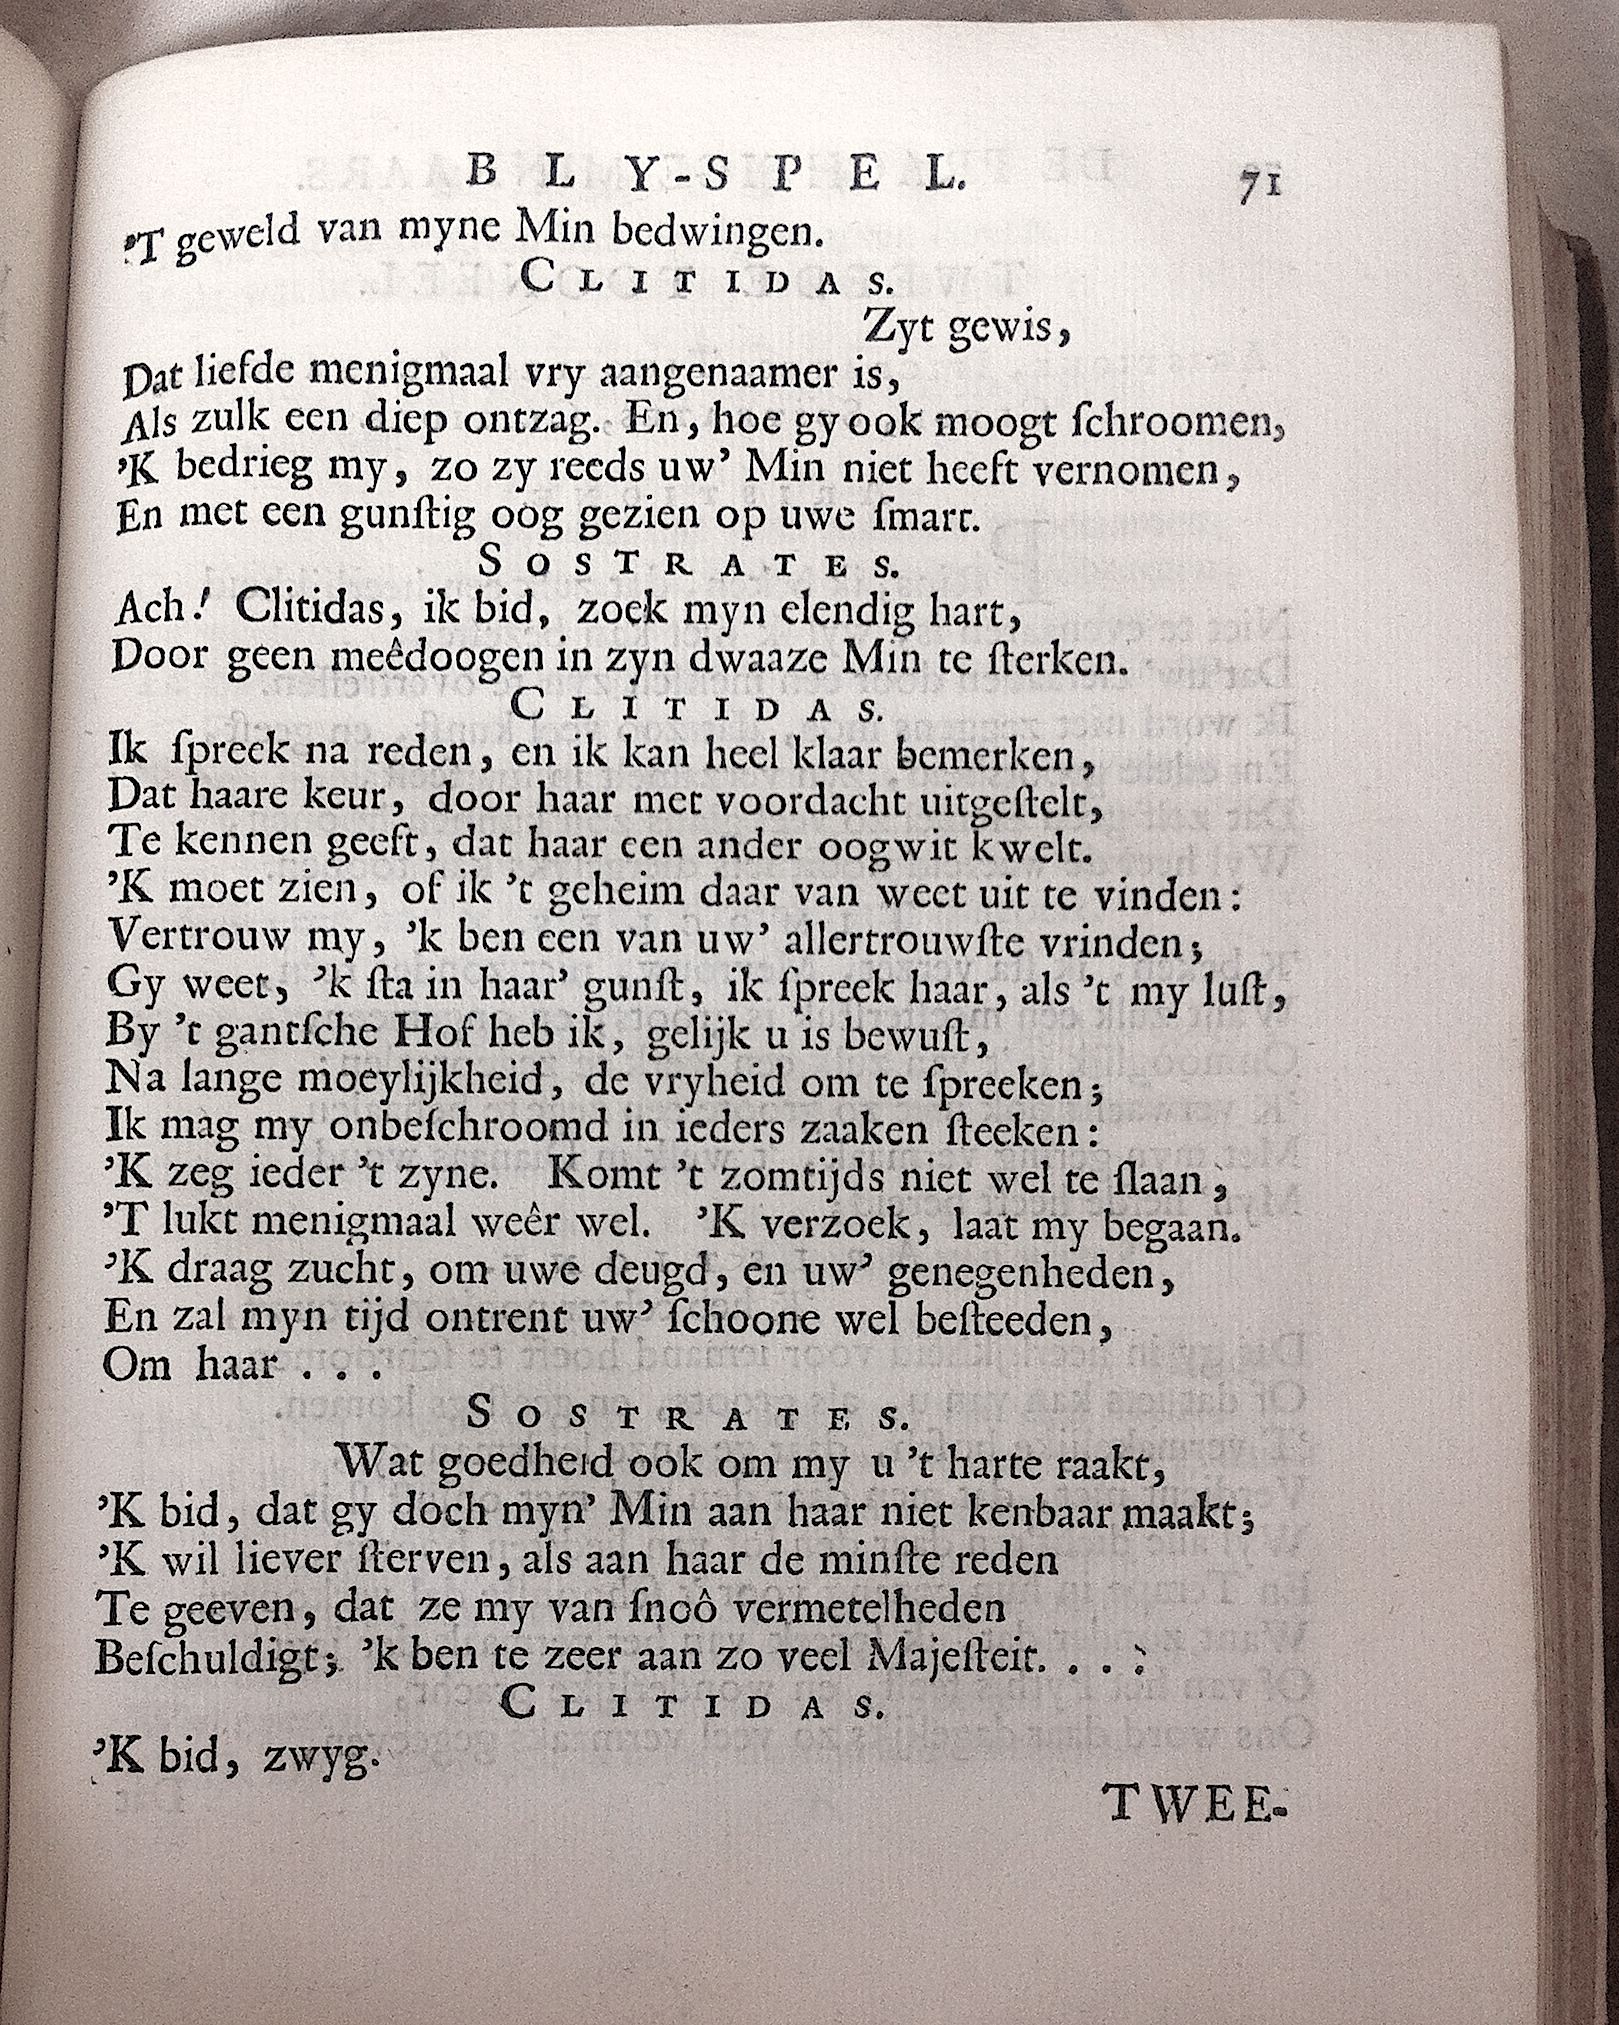 BLY-SPEL. 71
'T geweld van myne Min bedwingen.
CLITIDAS.
Zyt gewis,
Dat liefde menigmaal vry aangenaamer is,
Als zulk een diep ontzag. En, hoe gy ook moogt ſchroomen,
'K bedrieg my, zo zy reeds uw' Min niet heeft vernomen,
En met een gunſtig oog gezien op uwe ſmart.
SOSTRATES.
Ach! Clitidas, ik bid, zoek myn elendig hart,
Door geen meêdoogen in zyn dwaaze Min te ſterken.
CLITIDAS.
Ik ſpreek na reden, en ik kan heel klaar bemerken,
Dat haare keur, door haar met voordacht uitgeſtelt,
Te kennen geeft, dat haar een ander oogwit kwelt.
'K moet zien, of ik 't geheim daar van weet uit te vinden:
Vertrouw my, 'k ben een van uw' allertrouwſte vrinden;
Gy weet, 'k ſta in haar' gunſt, ik ſpreek haar, als 't my luſt,
By 't gantſche Hof heb ik, gelijk u is bewuſt,
Na lange moeylijkheid, de vryheid om te ſpreeken;
Ik mag my onbeſchroomd in ieders zaaken ſteeken:
'K zeg ieder 't zyne. Komt 't zomtijds niet wel te ſlaan,
'T lukt menigmaal weêr wel. 'K verzoek, laat my begaan.
'K draag zucht, om uwe deugd, en uw' genegenheden,
En zal myn tijd ontrent uw' ſchoone wel beſteeden,
Om haar . . .
SOSTRATES.
Wat goedheid ook om my u 't harte raakt,
'K bid, dat gy doch myn' Min aan haar niet kenbaar maakt;
'K wil liever ſterven, als aan haar de minſte reden
Te geeven, dat ze my van ſnoô vermetelheden
Beſchuldigt; 'k ben te zeer aan zo veel Majeſteit. . . .
CLITIDAS.
'K bid, zwyg.
TWEE-